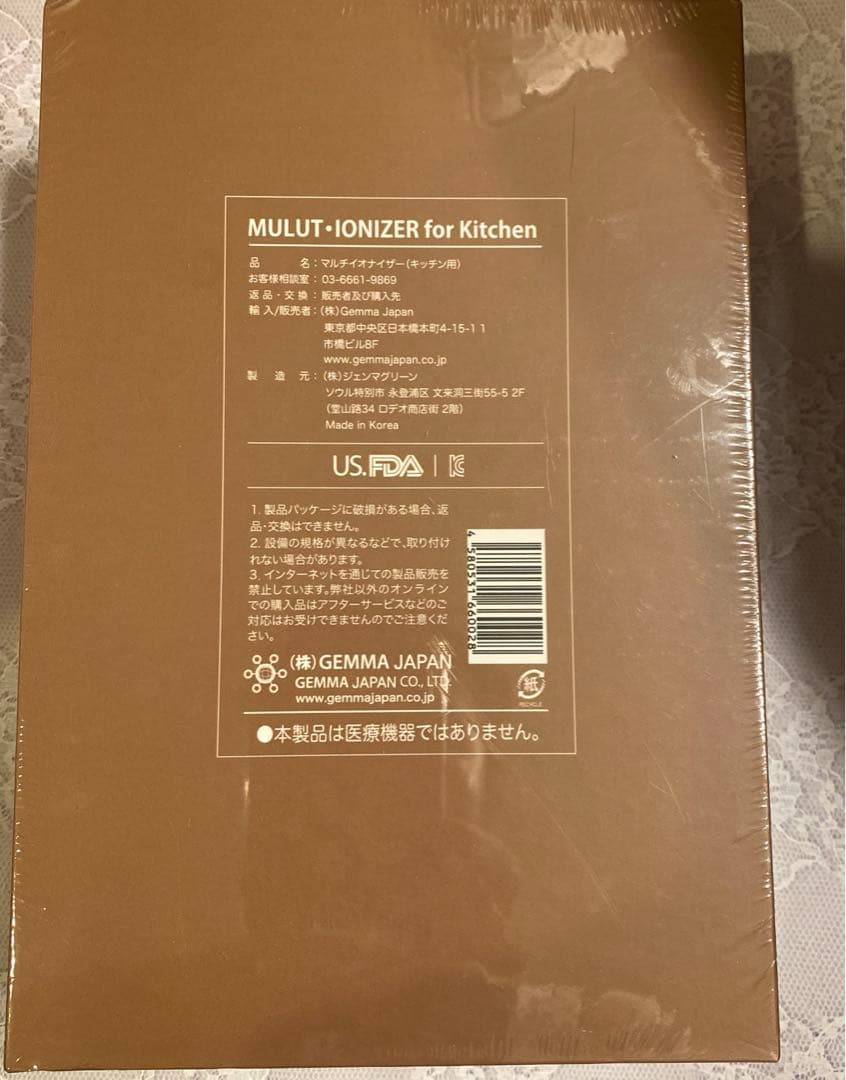 MULUT・IONIZER for Kitchen
品 名：マルチイオナイザー(キッチン用)
お客様相談室：03-6661-9869
返品・交換：販売者及び購入先
輸入/販売者：(株)Gemma Japan
東京都中央区日本橋本町4-15-1 1
市橋ビル8F
www.gemmajapan.co.jp
製 造 元：(株)ジェンマグリーン
ソウル特別市 永登浦区 文来洞三街55-5 2F
(堂山路34 ロデオ商店街 2階)
Made in Korea
US.FDA | KC
1. 製品パッケージに破損がある場合、返
品・交換はできません。
2. 設備の規格が異なるなどで、取り付け
れない場合があります。
3. インターネットを通じての製品販売を
禁止しています。弊社以外のオンライン
での購入品はアフターサービスなどのご
対応はお受けできませんのでご注意くだ
さい。
4 580531 660028
(株)GEMMA JAPAN
GEMMA JAPAN CO., LTD.
www.gemmajapan.co.jp
紙
RECYCLE
●本製品は医療機器ではありません。